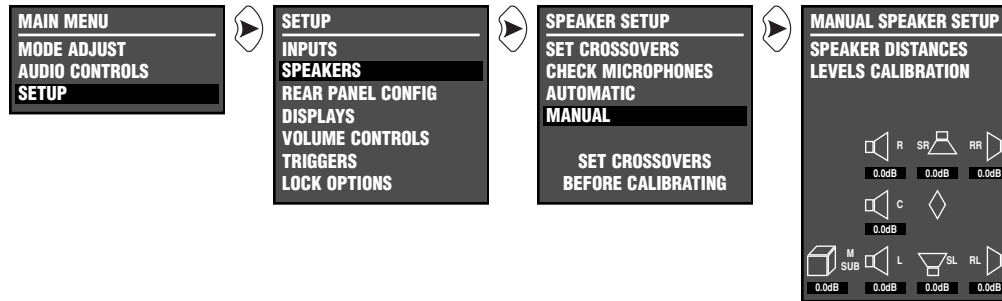 MAIN MENU
MODE ADJUST
AUDIO CONTROLS
SETUP
SETUP
INPUTS
SPEAKERS
REAR PANEL CONFIG
DISPLAYS
VOLUME CONTROLS
TRIGGERS
LOCK OPTIONS
SPEAKER SETUP
SET CROSSOVERS
CHECK MICROPHONES
AUTOMATIC
MANUAL
SET CROSSOVERS
BEFORE CALIBRATING
MANUAL SPEAKER SETUP
SPEAKER DISTANCES
LEVELS CALIBRATION
R SR RR
0.0dB 0.0dB 0.0dB
C
0.0dB
M
SUB L SL RL
0.0dB 0.0dB 0.0dB 0.0dB